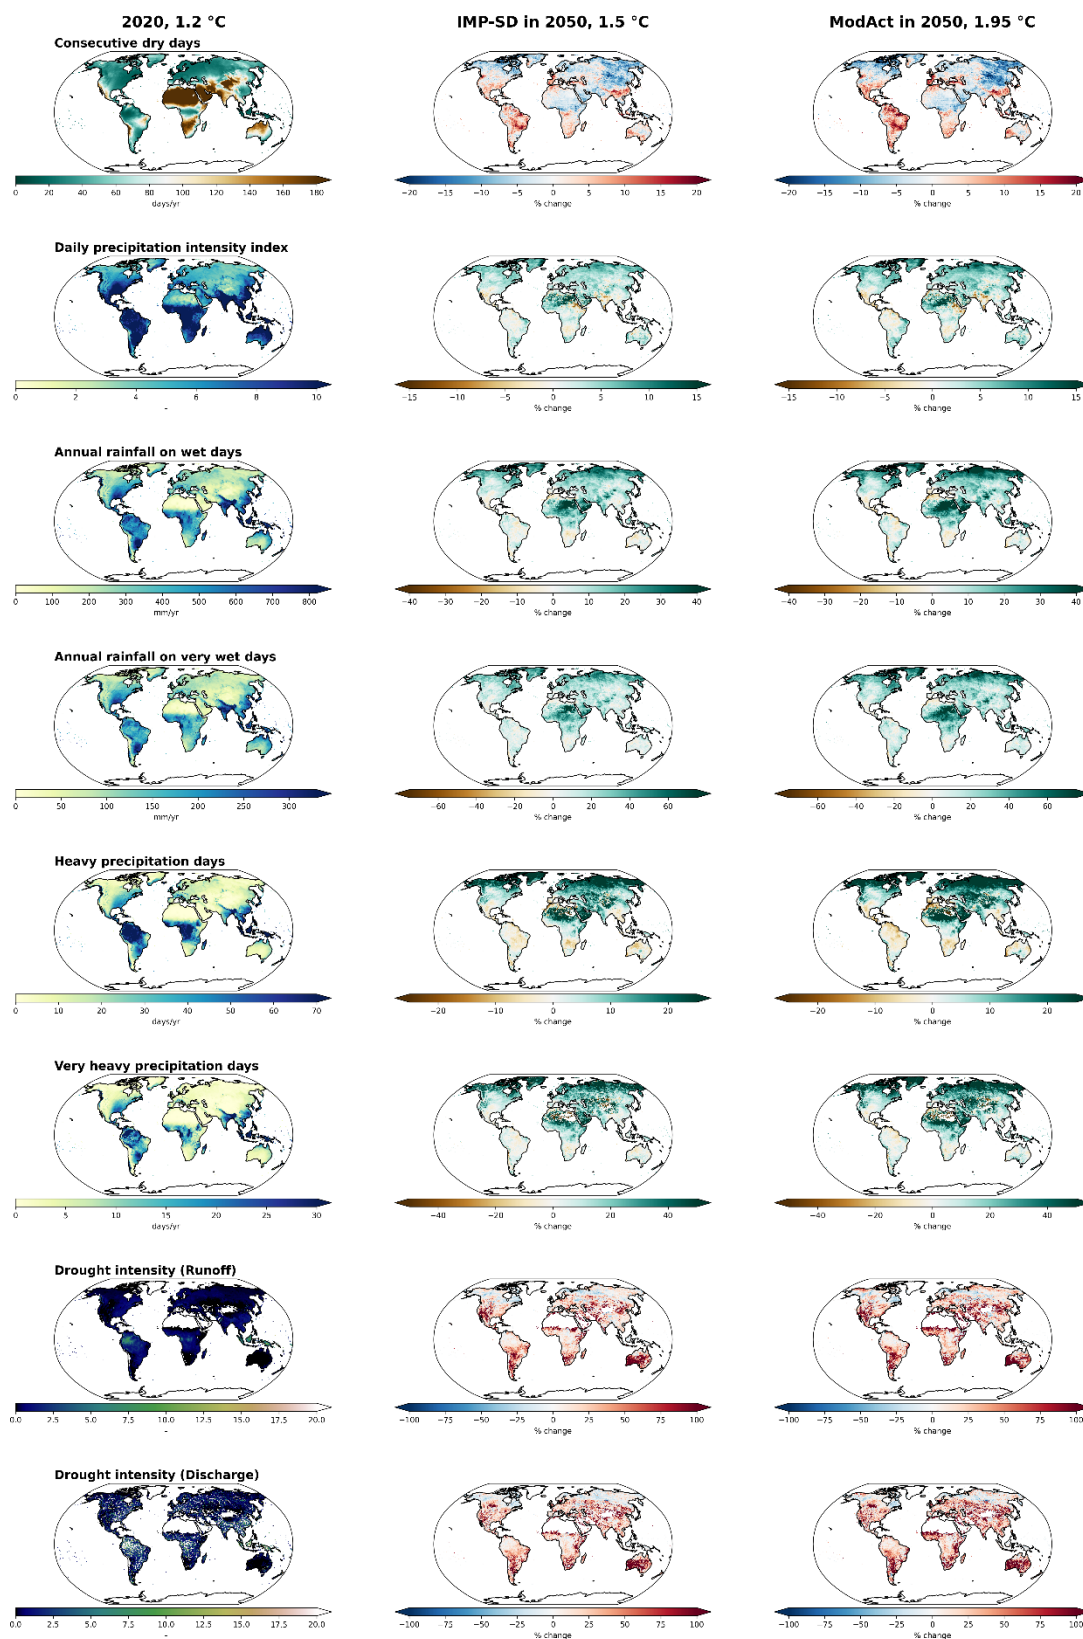 2020, 1.2 °C
IMP-SD in 2050, 1.5 °C
ModAct in 2050, 1.95 °C
Consecutive dry days
0 20 40 60 80 100 120 140 160 180
days/yr
−20 −15 −10 −5 0 5 10 15 20
% change
−20 −15 −10 −5 0 5 10 15 20
% change
Daily precipitation intensity index
0 2 4 6 8 10
-
−15 −10 −5 0 5 10 15
% change
−15 −10 −5 0 5 10 15
% change
Annual rainfall on wet days
0 100 200 300 400 500 600 700 800
mm/yr
−40 −30 −20 −10 0 10 20 30 40
% change
−40 −30 −20 −10 0 10 20 30 40
% change
Annual rainfall on very wet days
0 50 100 150 200 250 300
mm/yr
−60 −40 −20 0 20 40 60
% change
−60 −40 −20 0 20 40 60
% change
Heavy precipitation days
0 10 20 30 40 50 60 70
days/yr
−20 −10 0 10 20
% change
−20 −10 0 10 20
% change
Very heavy precipitation days
0 5 10 15 20 25 30
days/yr
−40 −20 0 20 40
% change
−40 −20 0 20 40
% change
Drought intensity (Runoff)
0.0 2.5 5.0 7.5 10.0 12.5 15.0 17.5 20.0
-
−100 −75 −50 −25 0 25 50 75 100
% change
−100 −75 −50 −25 0 25 50 75 100
% change
Drought intensity (Discharge)
0.0 2.5 5.0 7.5 10.0 12.5 15.0 17.5 20.0
-
−100 −75 −50 −25 0 25 50 75 100
% change
−100 −75 −50 −25 0 25 50 75 100
% change